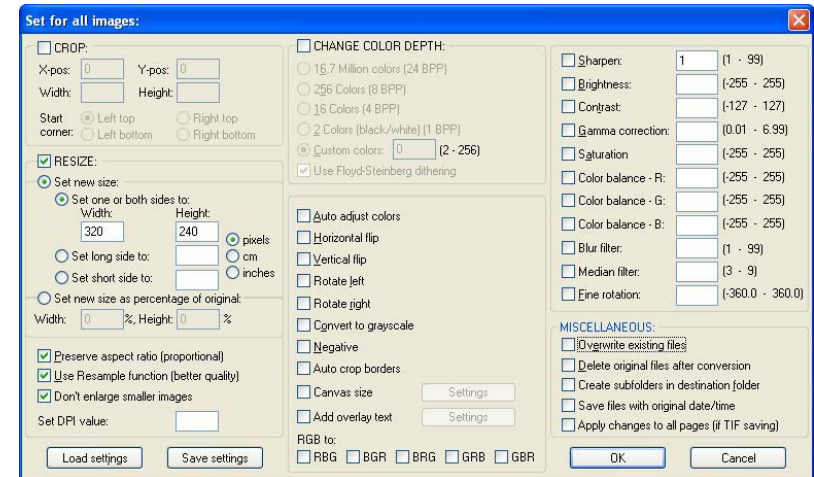 Set for all images:
CROP:
X-pos: 0 Y-pos: 0
Width: Height:
Start corner:
Left top
Right top
Left bottom
Right bottom
RESIZE:
Set new size:
Set one or both sides to:
Width: Height:
320 240
pixels
Set long side to:
cm
Set short side to:
inches
Set new size as percentage of original:
Width: 0 %, Height: 0 %
Preserve aspect ratio (proportional)
Use Resample function (better quality)
Don't enlarge smaller images
Set DPI value:
Load settings
Save settings
CHANGE COLOR DEPTH:
16,7 Million colors (24 BPP)
256 Colors (8 BPP)
16 Colors (4 BPP)
2 Colors (black/white) (1 BPP)
Custom colors: 0 (2 - 256)
Use Floyd-Steinberg dithering
Auto adjust colors
Horizontal flip
Vertical flip
Rotate left
Rotate right
Convert to grayscale
Negative
Auto crop borders
Canvas size Settings
Add overlay text Settings
RGB to:
RBG BGR BRG GRB GBR
Sharpen: 1 (1 - 99)
Brightness: (-255 - 255)
Contrast: (-127 - 127)
Gamma correction: (0.01 - 6.99)
Saturation (-255 - 255)
Color balance - R: (-255 - 255)
Color balance - G: (-255 - 255)
Color balance - B: (-255 - 255)
Blur filter: (1 - 99)
Median filter: (3 - 9)
Fine rotation: (-360.0 - 360.0)
MISCELLANEOUS:
Overwrite existing files
Delete original files after conversion
Create subfolders in destination folder
Save files with original date/time
Apply changes to all pages (if TIF saving)
OK
Cancel